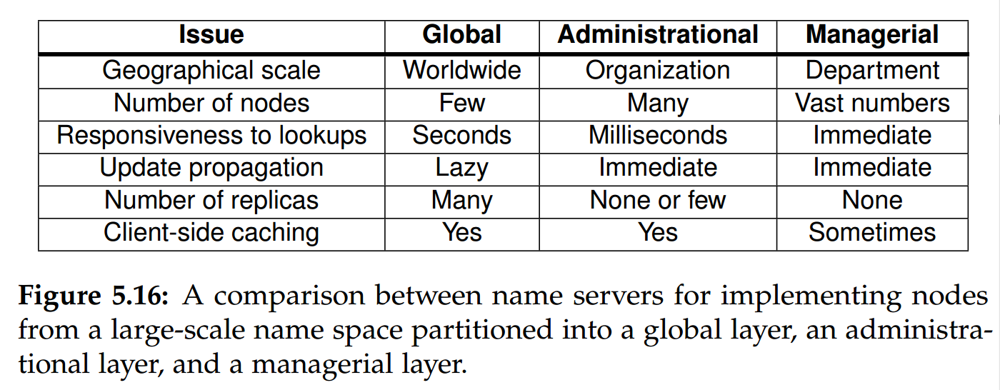 Issue Global Administrational Managerial
Geographical scale Worldwide Organization Department
Number of nodes Few Many Vast numbers
Responsiveness to lookups Seconds Milliseconds Immediate
Update propagation Lazy Immediate Immediate
Number of replicas Many None or few None
Client-side caching Yes Yes Sometimes
Figure 5.16: A comparison between name servers for implementing nodes
from a large-scale name space partitioned into a global layer, an administra-
tional layer, and a managerial layer.